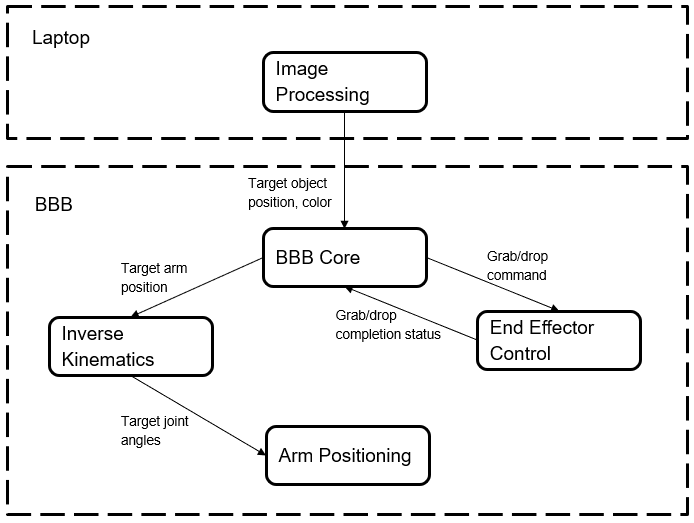 Laptop
Image
Processing
Target object
position, color
BBB
BBB Core
Grab/drop
command
Target arm
position
Grab/drop
completion status
Inverse
Kinematics
End Effector
Control
Target joint
angles
Arm Positioning